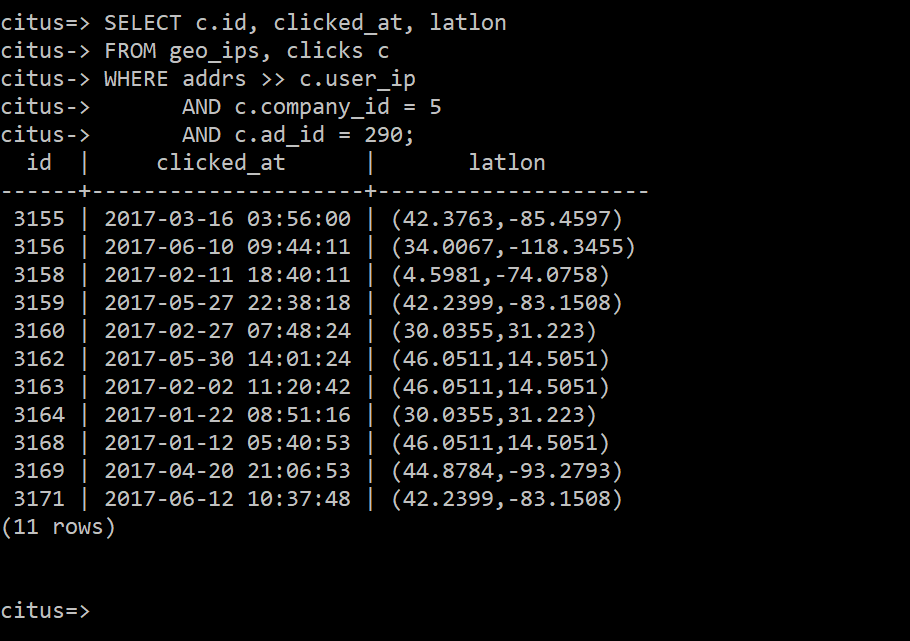 citus=> SELECT c.id, clicked_at, latlon
citus-> FROM geo_ips, clicks c
citus-> WHERE addrs >> c.user_ip
citus->       AND c.company_id = 5
citus->       AND c.ad_id = 290;
  id  |     clicked_at      |       latlon
------+---------------------+---------------------
 3155 | 2017-03-16 03:56:00 | (42.3763,-85.4597)
 3156 | 2017-06-10 09:44:11 | (34.0067,-118.3455)
 3158 | 2017-02-11 18:40:11 | (4.5981,-74.0758)
 3159 | 2017-05-27 22:38:18 | (42.2399,-83.1508)
 3160 | 2017-02-27 07:48:24 | (30.0355,31.223)
 3162 | 2017-05-30 14:01:24 | (46.0511,14.5051)
 3163 | 2017-02-02 11:20:42 | (46.0511,14.5051)
 3164 | 2017-01-22 08:51:16 | (30.0355,31.223)
 3168 | 2017-01-12 05:40:53 | (46.0511,14.5051)
 3169 | 2017-04-20 21:06:53 | (44.8784,-93.2793)
 3171 | 2017-06-12 10:37:48 | (42.2399,-83.1508)
(11 rows)
citus=>